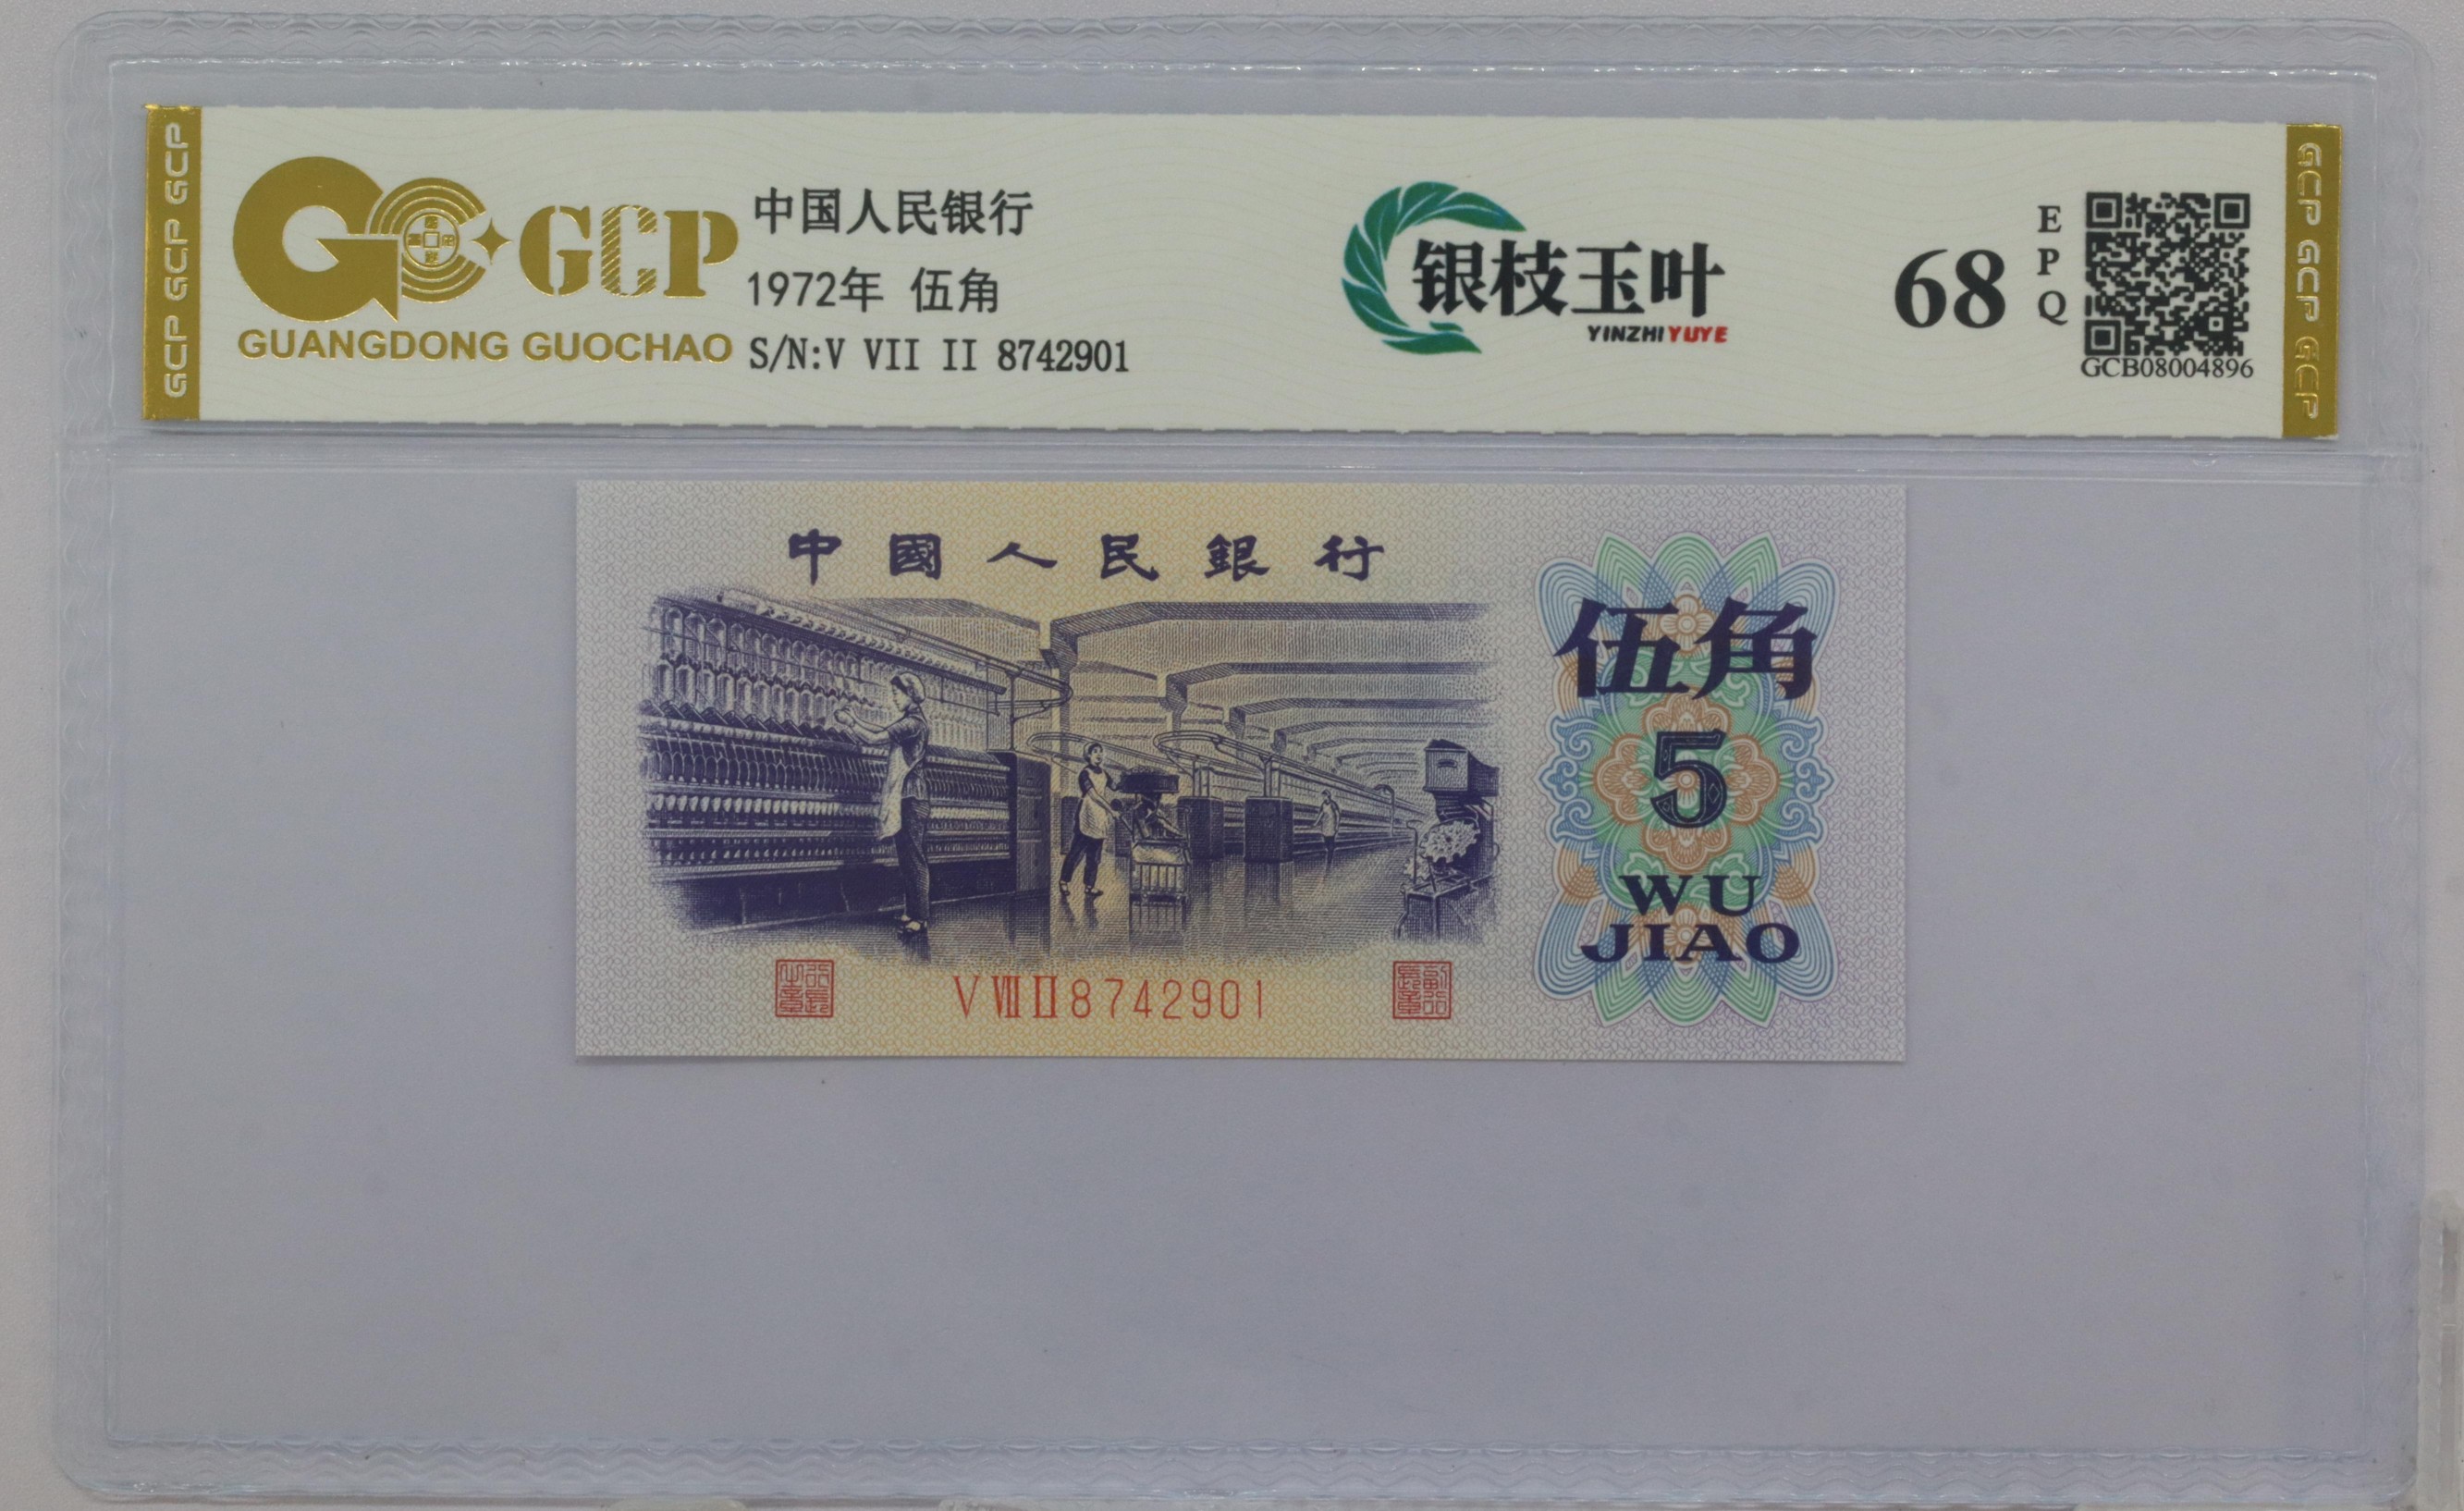 GCP GCP GCP
GCP
GUANGDONG GUOCHAO
中国人民银行
1972年 伍角
S/N:V VII II 8742901
银枝玉叶
YINZHIYUYE
68
EPQ
GCB08004896
GCP GCP GCP
中國人民銀行
伍角
5
WU
JIAO
V VII II 8742901